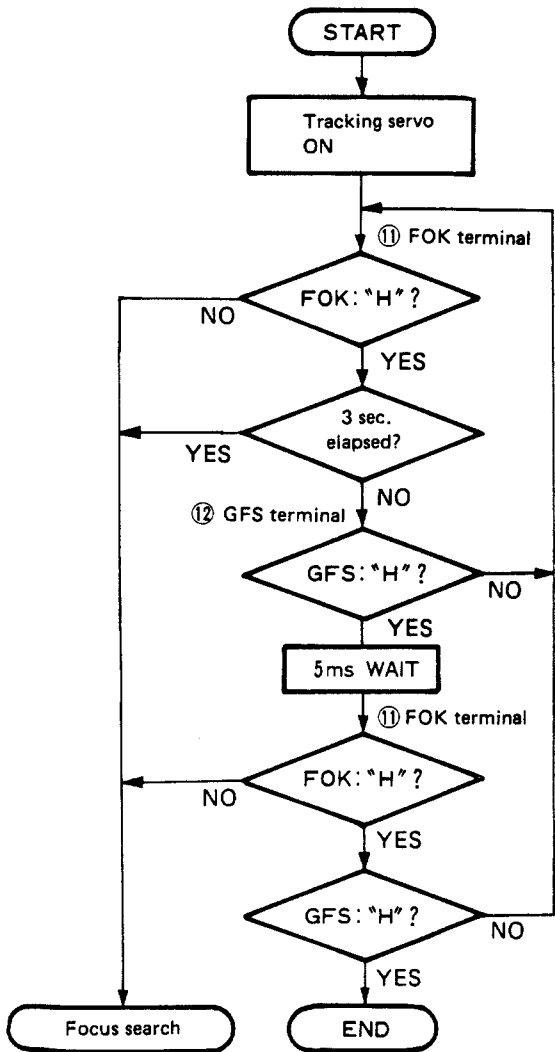 START
Tracking servo
ON
⑪ FOK terminal
FOK: "H" ?
NO
YES
3 sec.
elapsed?
YES
NO
⑫ GFS terminal
GFS: "H" ?
NO
YES
5ms WAIT
⑪ FOK terminal
FOK: "H" ?
NO
YES
GFS: "H" ?
NO
YES
Focus search
END